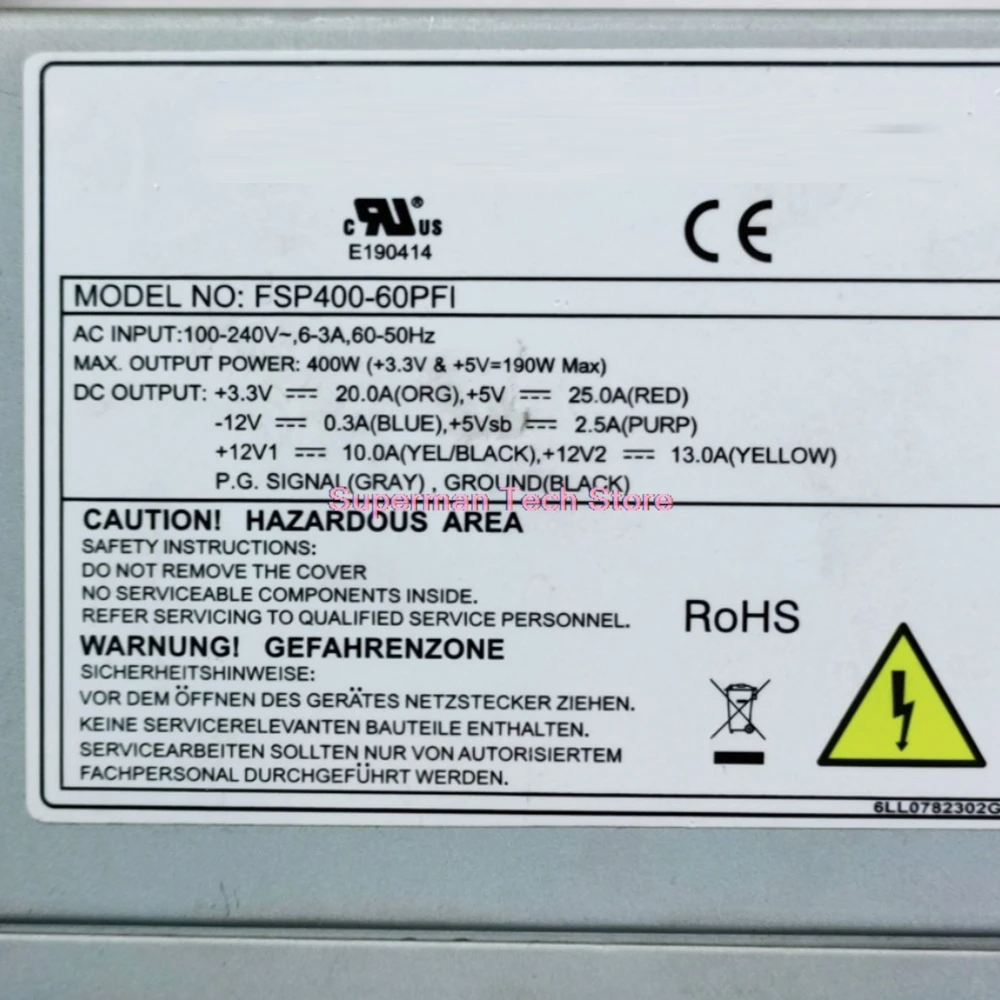 c RU® US
E190414
CE
MODEL NO: FSP400-60PFI
AC INPUT:100-240V~,6-3A,60-50Hz
MAX. OUTPUT POWER: 400W (+3.3V & +5V=190W Max)
DC OUTPUT: +3.3V ⎓ 20.0A(ORG),+5V ⎓ 25.0A(RED)
-12V ⎓ 0.3A(BLUE),+5Vsb ⎓ 2.5A(PURP)
+12V1 ⎓ 10.0A(YEL/BLACK),+12V2 ⎓ 13.0A(YELLOW)
P.G. SIGNAL(GRAY) , GROUND(BLACK)
Superman Tech Store
CAUTION! HAZARDOUS AREA
SAFETY INSTRUCTIONS:
DO NOT REMOVE THE COVER
NO SERVICEABLE COMPONENTS INSIDE.
REFER SERVICING TO QUALIFIED SERVICE PERSONNEL.
RoHS
WARNUNG! GEFAHRENZONE
SICHERHEITSHINWEISE:
VOR DEM ÖFFNEN DES GERÄTES NETZSTECKER ZIEHEN.
KEINE SERVICERELEVANTEN BAUTEILE ENTHALTEN.
SERVICEARBEITEN SOLLTEN NUR VON AUTORISIERTEM
FACHPERSONAL DURCHGEFÜHRT WERDEN.
6LL0782302G